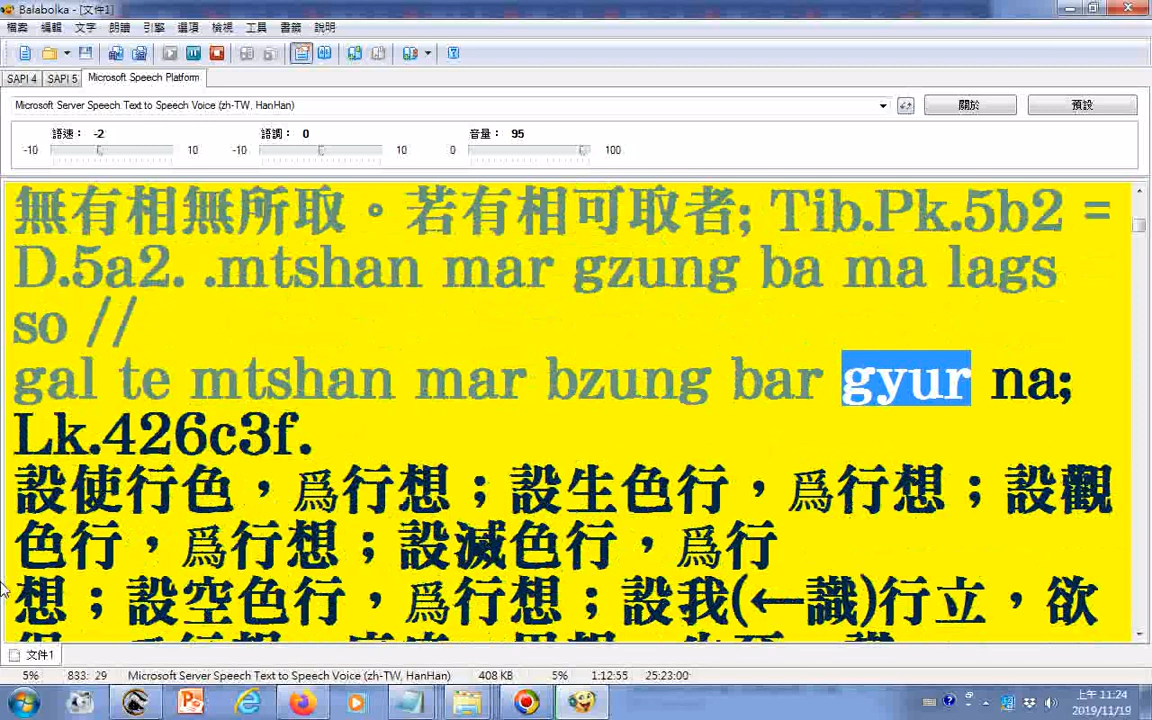 Balabolka - [文件1]
檔案 編輯 文字 朗讀 引擎 選項 檢視 工具 書籤 說明
SAPI 4 SAPI 5 Microsoft Speech Platform
Microsoft Server Speech Text to Speech Voice (zh-TW, HanHan) 關於 預設
語速： -2 語調： 0 音量： 95
-10 10 -10 10 0 100
無有相無所取。若有相可取者; Tib.Pk.5b2 =
D.5a2. .mtshan mar gzung ba ma lags
so //
gal te mtshan mar bzung bar gyur na;
Lk.426c3f.
設使行色，爲行想；設生色行，爲行想；設觀
色行，爲行想；設滅色行，爲行
想；設空色行，爲行想；設我(←識)行立，欲
文件1
5% 833: 29 Microsoft Server Speech Text to Speech Voice (zh-TW, HanHan) 408 KB 5% 1:12:55 25:23:00
上午 11:24
2019/11/19